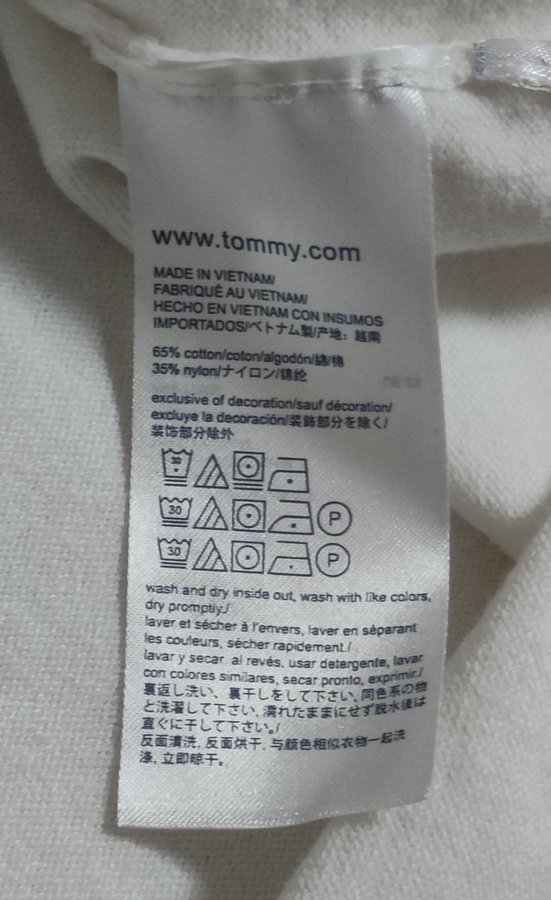 www.tommy.com
MADE IN VIETNAM/
FABRIQUÉ AU VIETNAM/
HECHO EN VIETNAM CON INSUMOS
IMPORTADOS/ベトナム製/产地：越南
65% cotton/coton/algodón/綿/棉
35% nylon/ナイロン/锦纶
exclusive of decoration/sauf décoration/
excluye la decoración/装飾部分を除く/
装饰部分除外
30
30 P
30 P
wash and dry inside out, wash with like colors,
dry promptly./
laver et sécher à l'envers, laver en séparant
les couleurs, sécher rapidement./
lavar y secar al revés, usar detergente, lavar
con colores similares, secar pronto, exprimir./
裏返し洗い、裏干しをして下さい, 同色系の物
と洗濯して下さい, 濡れたままにせず脱水後は
直ぐに干して下さい。/
反面清洗, 反面烘干, 与颜色相似衣物一起洗
涤, 立即晾干。